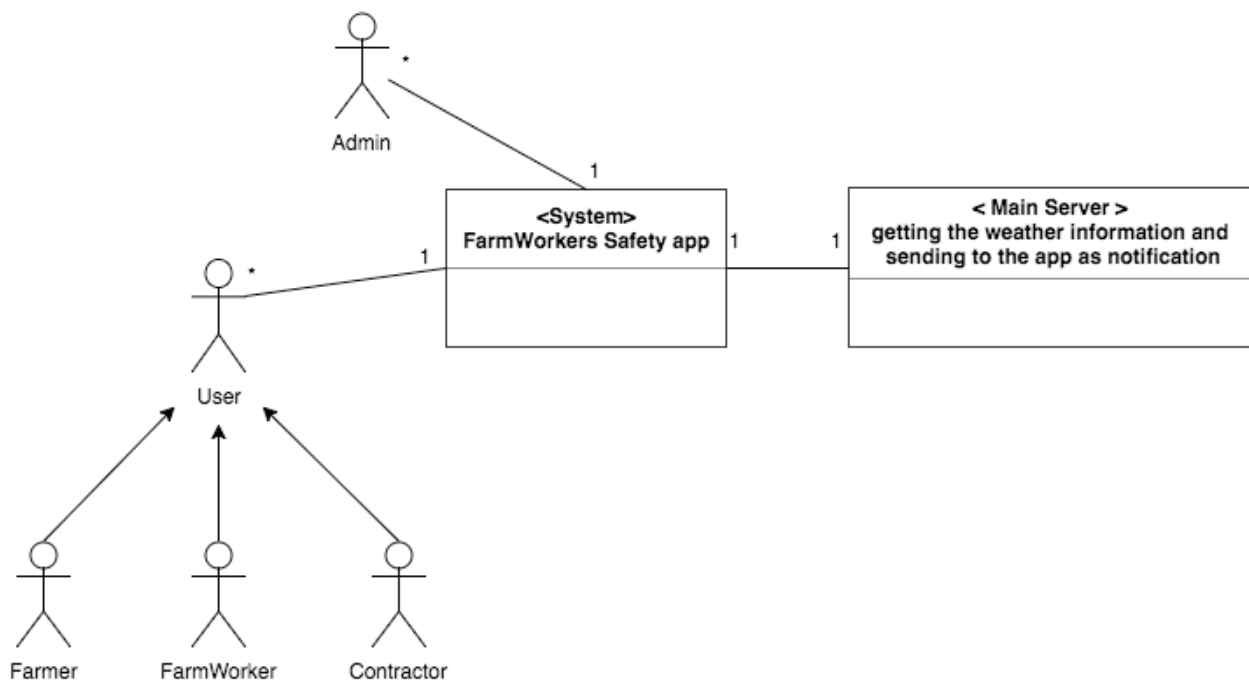 *
Admin
1
<System>
FarmWorkers Safety app
1
1
< Main Server >
getting the weather information and
sending to the app as notification
*
1
User
Farmer
FarmWorker
Contractor